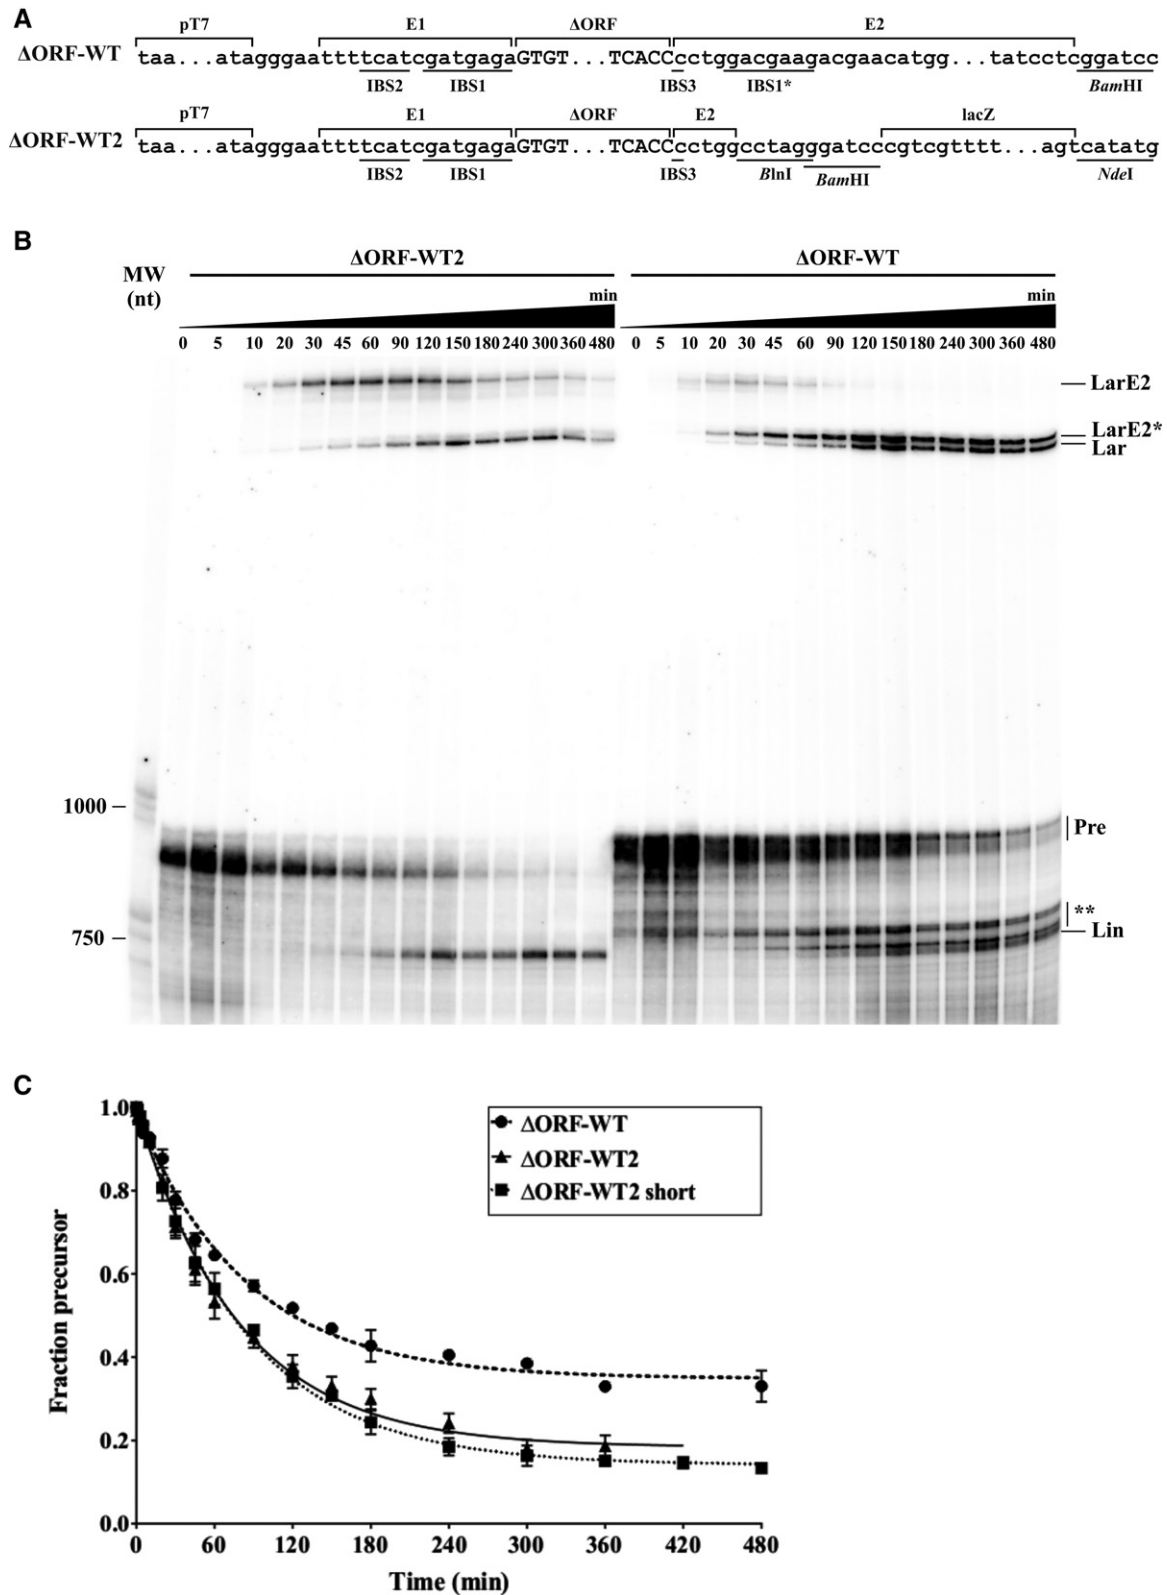 A
pT7 E1 ΔORF E2
ΔORF-WT taa...atagggaattttcatcgatgagaGTGT...TCACCcctggacgaagacgaacatgg...tatcctcggatcc
IBS2 IBS1 IBS3 IBS1* BamHI
pT7 E1 ΔORF E2 lacZ
ΔORF-WT2 taa...atagggaattttcatcgatgagaGTGT...TCACCcctggcctagggatcccgtcgtttt...agtcatatg
IBS2 IBS1 IBS3 BlnI BamHI NdeI
B
MW (nt)
ΔORF-WT2 ΔORF-WT
min min
0 5 10 20 30 45 60 90 120 150 180 240 300 360 480 0 5 10 20 30 45 60 90 120 150 180 240 300 360 480
LarE2
LarE2*
Lar
1000
Pre
**
750
Lin
C
1.0
0.8
0.6
0.4
0.2
0.0
Fraction precursor
ΔORF-WT
ΔORF-WT2
ΔORF-WT2 short
0 60 120 180 240 300 360 420 480
Time (min)